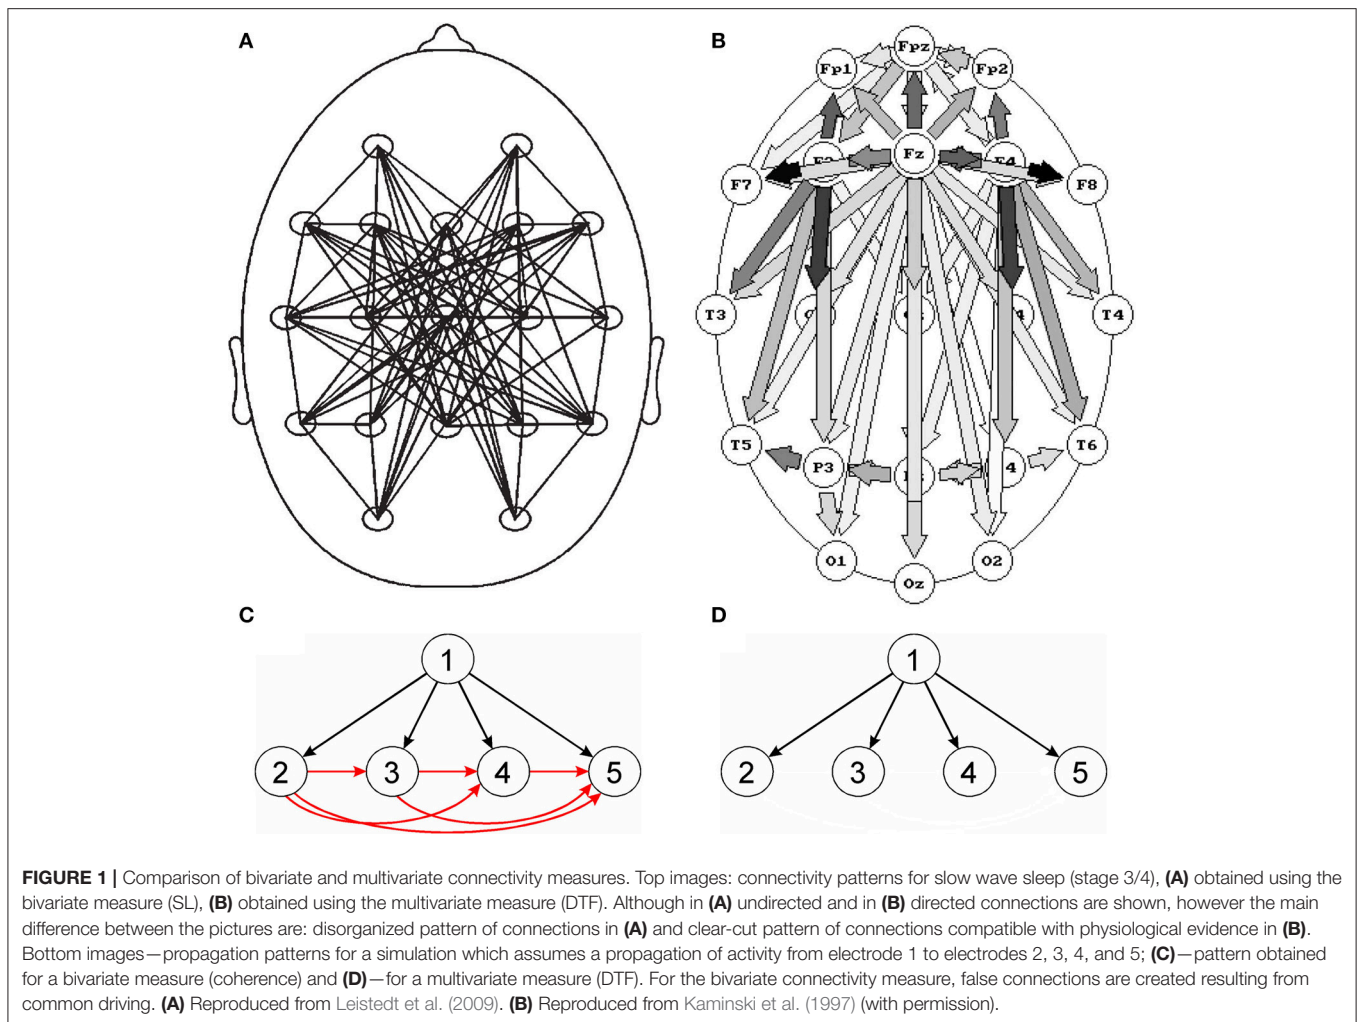 A
B
Fpz
Fp1
Fp2
Fz
F4
F7
F8
T3
T4
T5
P3
4
T6
O1
O2
Oz
C
D
1
1
2
3
4
5
2
3
4
5
FIGURE 1 | Comparison of bivariate and multivariate connectivity measures. Top images: connectivity patterns for slow wave sleep (stage 3/4), (A) obtained using the
bivariate measure (SL), (B) obtained using the multivariate measure (DTF). Although in (A) undirected and in (B) directed connections are shown, however the main
difference between the pictures are: disorganized pattern of connections in (A) and clear-cut pattern of connections compatible with physiological evidence in (B).
Bottom images—propagation patterns for a simulation which assumes a propagation of activity from electrode 1 to electrodes 2, 3, 4, and 5; (C)—pattern obtained
for a bivariate measure (coherence) and (D)—for a multivariate measure (DTF). For the bivariate connectivity measure, false connections are created resulting from
common driving. (A) Reproduced from Leistedt et al. (2009). (B) Reproduced from Kaminski et al. (1997) (with permission).